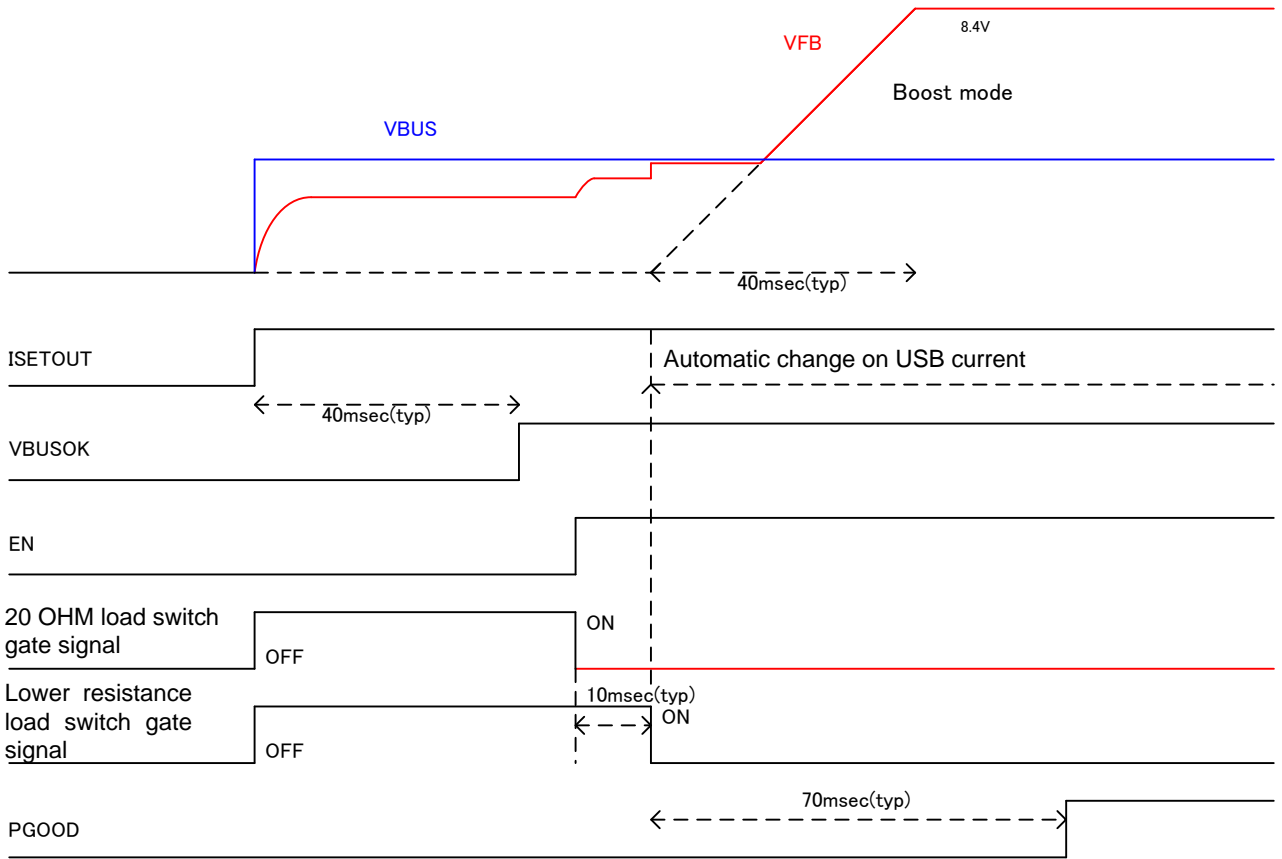 8.4V
VFB
Boost mode
VBUS
40msec(typ)
ISETOUT
Automatic change on USB current
40msec(typ)
VBUSOK
EN
20 OHM load switch
gate signal
ON
OFF
Lower resistance
load switch gate
signal
10msec(typ)
ON
OFF
70msec(typ)
PGOOD